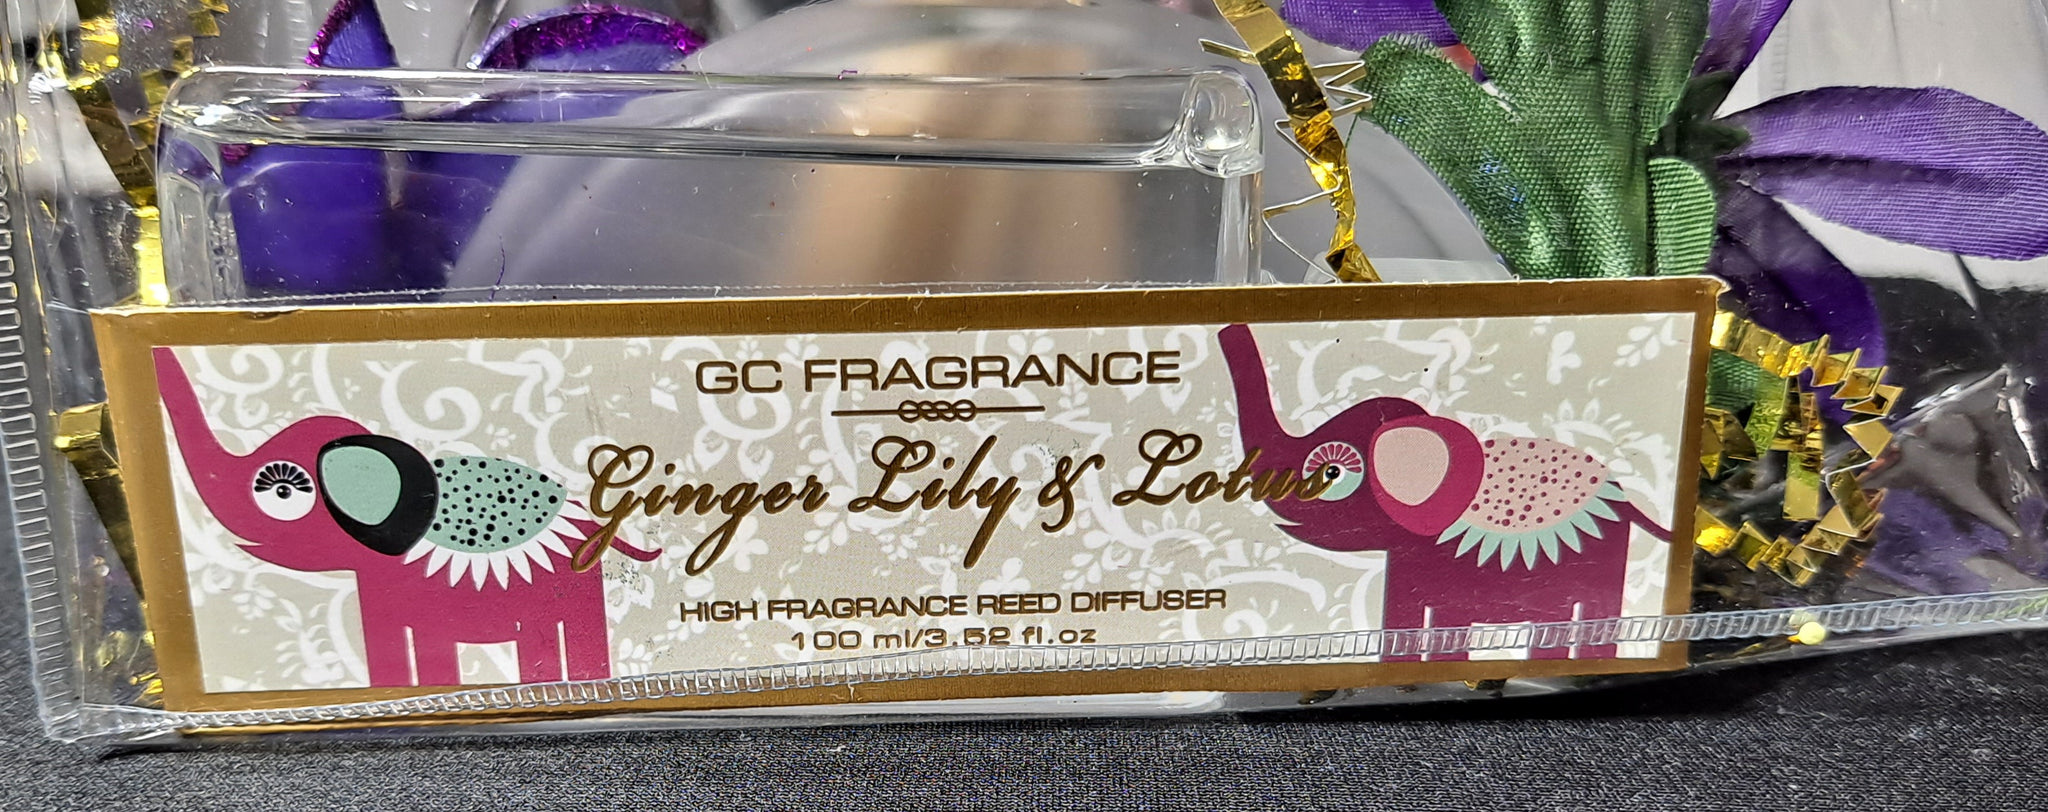 GC FRAGRANCE
Ginger Lily & Lotus
HIGH FRAGRANCE REED DIFFUSER
100 ml/3.52 fl.oz